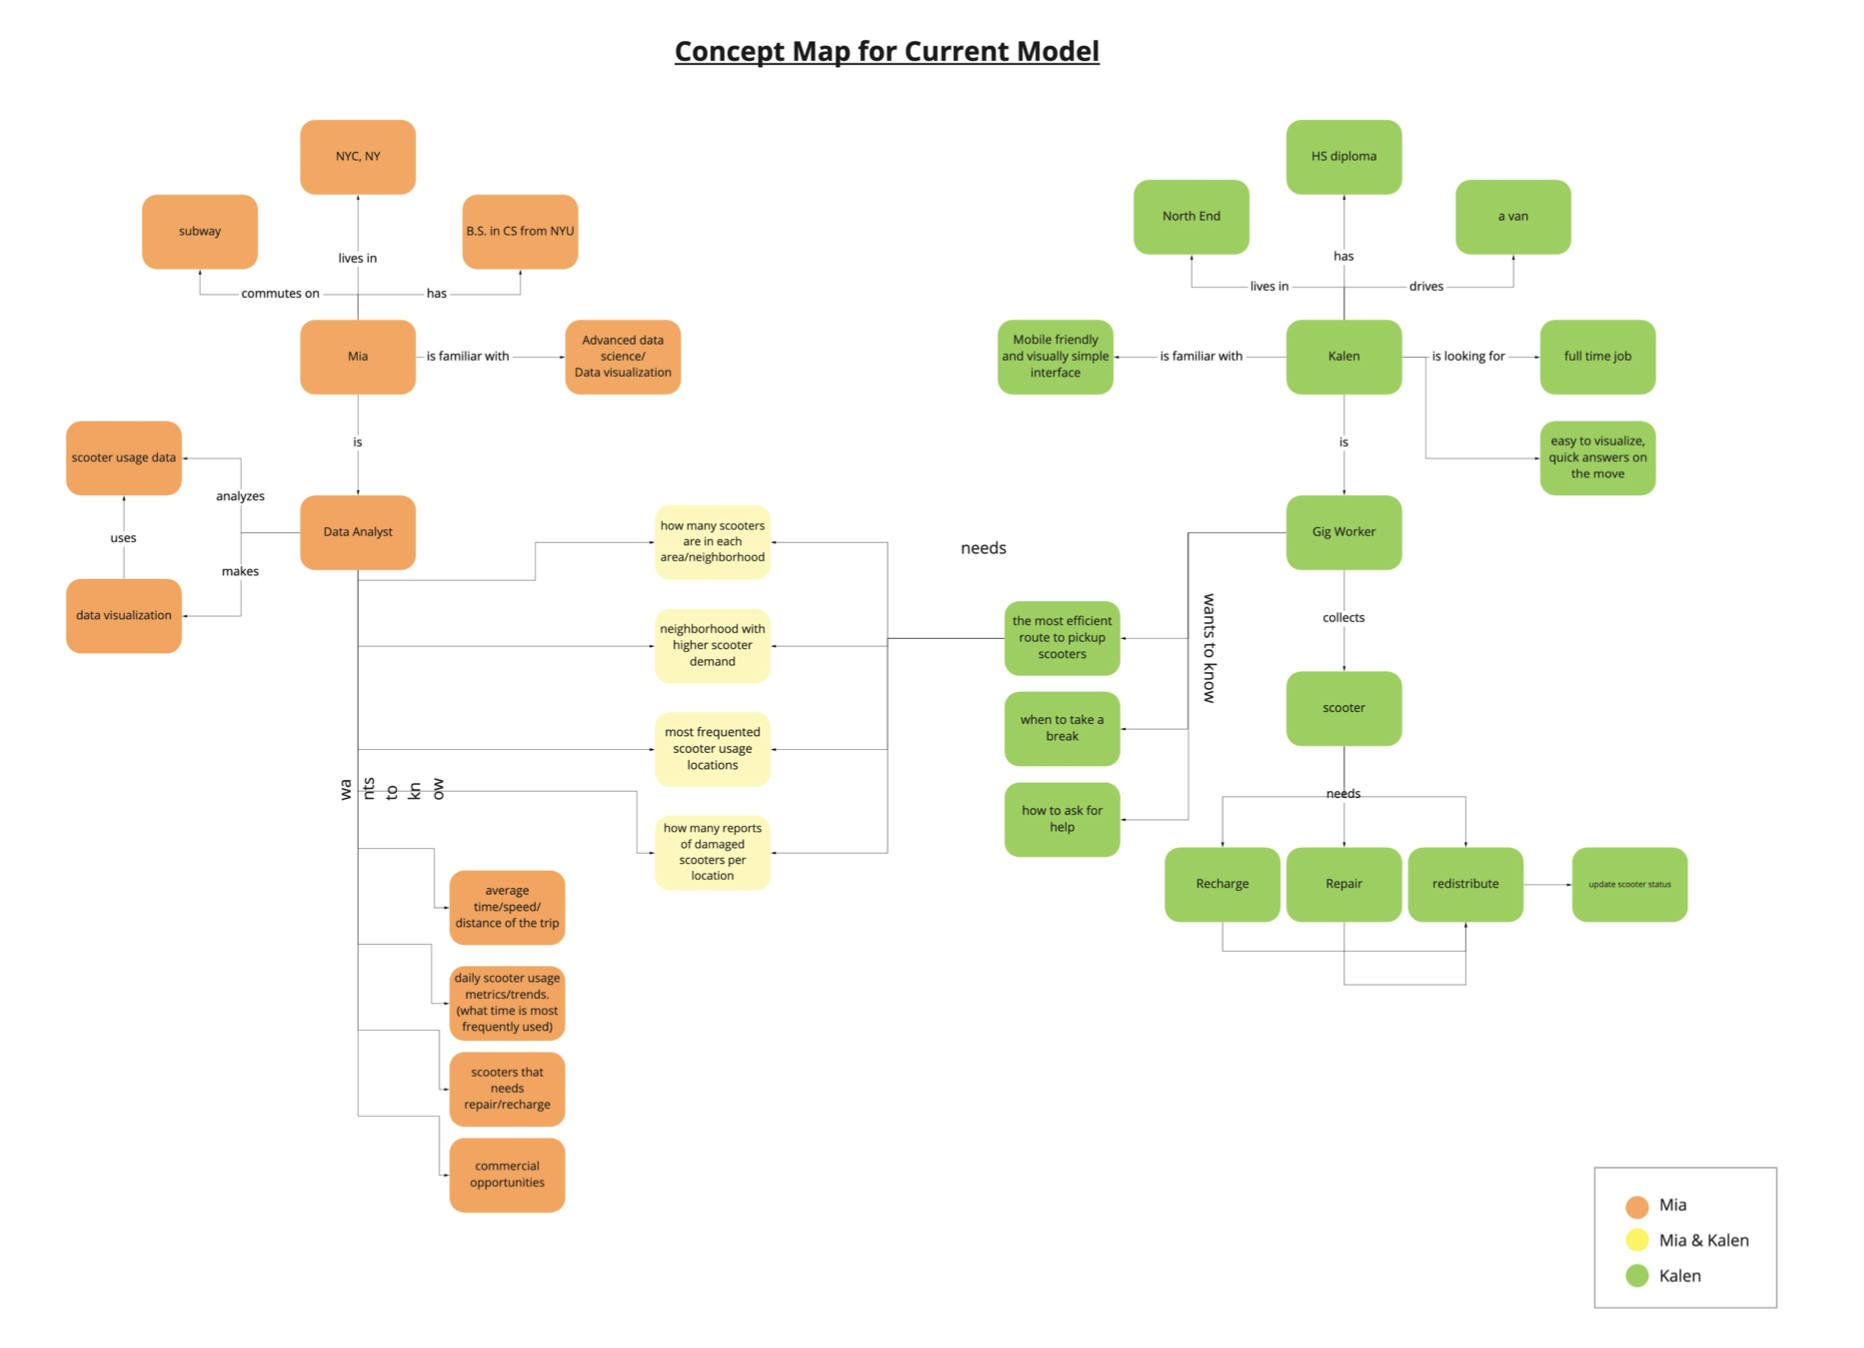 Concept Map for Current Model
NYC, NY
subway
B.S. in CS from NYU
lives in
commutes on
has
Mia
is familiar with
Advanced data
science/
Data visualization
is
scooter usage data
analyzes
uses
makes
data visualization
Data Analyst
wa
nts
to
kn
ow
how many scooters
are in each
area/neighborhood
neighborhood with
higher scooter
demand
most frequented
scooter usage
locations
how many reports
of damaged
scooters per
location
average
time/speed/
distance of the trip
daily scooter usage
metrics/trends.
(what time is most
frequently used)
scooters that
needs
repair/recharge
commercial
opportunities
HS diploma
North End
a van
has
lives in
drives
Mobile friendly
and visually simple
interface
is familiar with
Kalen
is looking for
full time job
easy to visualize,
quick answers on
the move
is
Gig Worker
needs
wants to know
the most efficient
route to pickup
scooters
when to take a
break
how to ask for
help
collects
scooter
needs
Recharge
Repair
redistribute
update scooter status
Mia
Mia & Kalen
Kalen